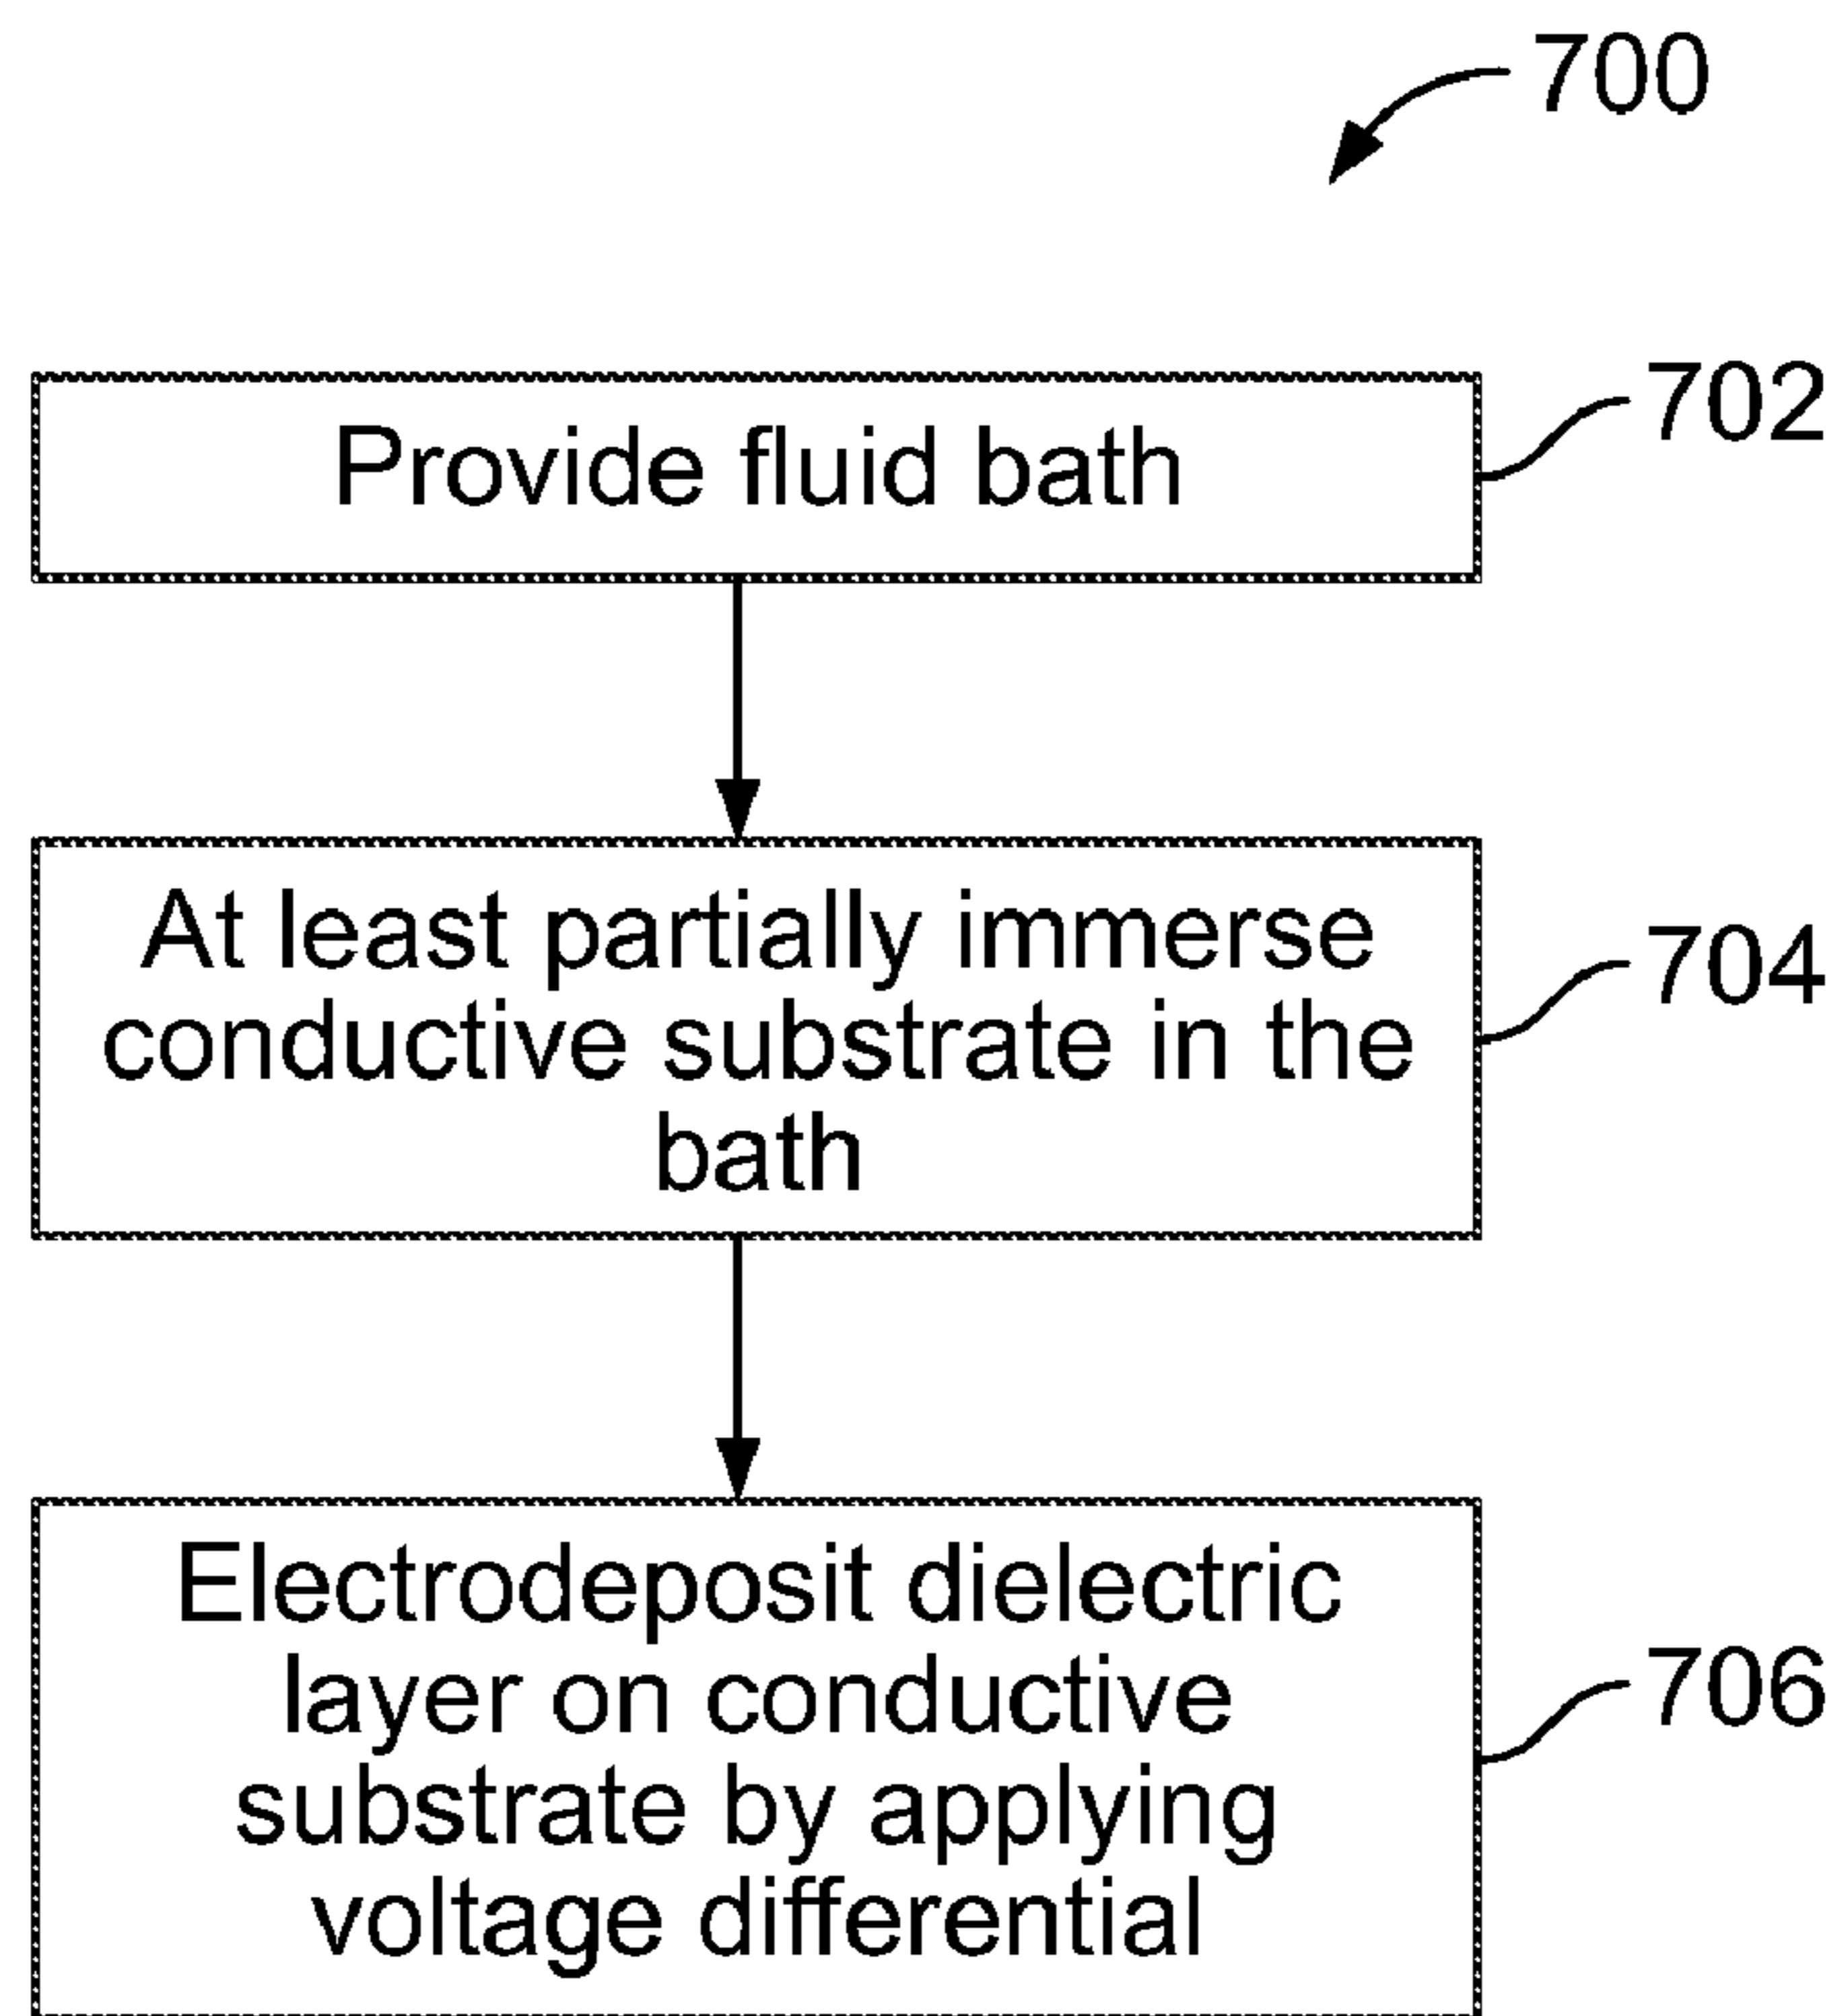 700
Provide fluid bath
702
At least partially immerse
conductive substrate in the
bath
704
Electrodeposit dielectric
layer on conductive
substrate by applying
voltage differential
706